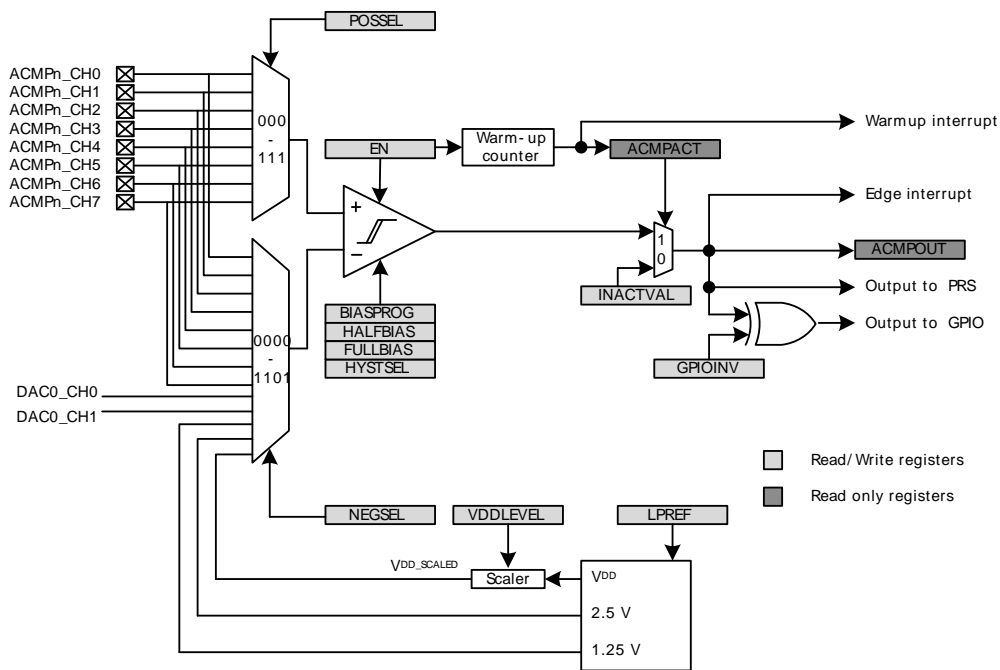 POSSEL
ACMPn_CH0
ACMPn_CH1
ACMPn_CH2
ACMPn_CH3
ACMPn_CH4
ACMPn_CH5
ACMPn_CH6
ACMPn_CH7
000
-
111
EN
Warm-up
counter
ACMPACT
Warmup interrupt
+
−
1
0
Edge interrupt
ACMPOUT
INACTVAL
Output to PRS
Output to GPIO
GPIOINV
BIASPROG
HALFBIAS
FULLBIAS
HYSTSEL
0000
-
1101
DAC0_CH0
DAC0_CH1
Read/Write registers
Read only registers
NEGSEL
VDDLEVEL
LPREF
VDD_SCALED
Scaler
VDD
2.5 V
1.25 V